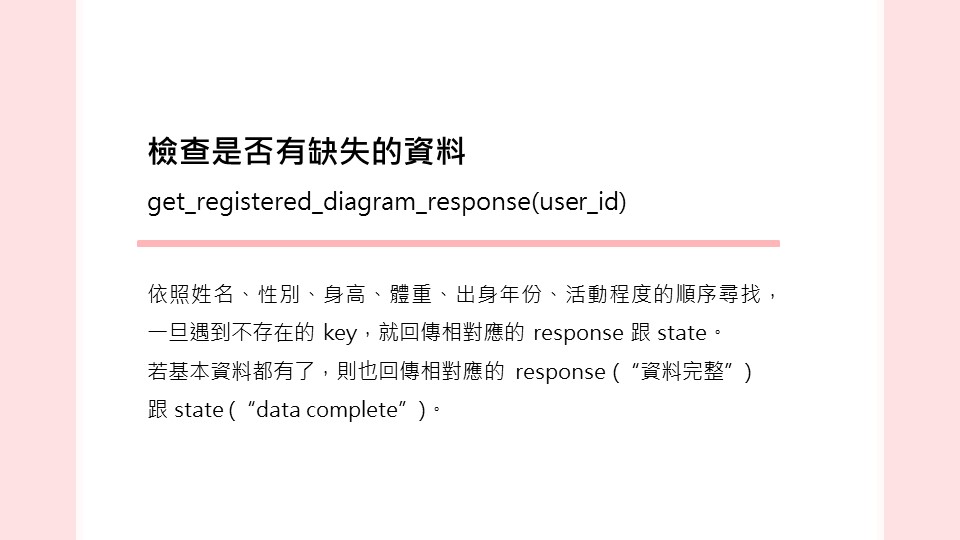 檢查是否有缺失的資料
get_registered_diagram_response(user_id)
依照姓名、性別、身高、體重、出身年份、活動程度的順序尋找，
一旦遇到不存在的 key，就回傳相對應的 response 跟 state。
若基本資料都有了，則也回傳相對應的 response (“資料完整”)
跟 state (“data complete”)。